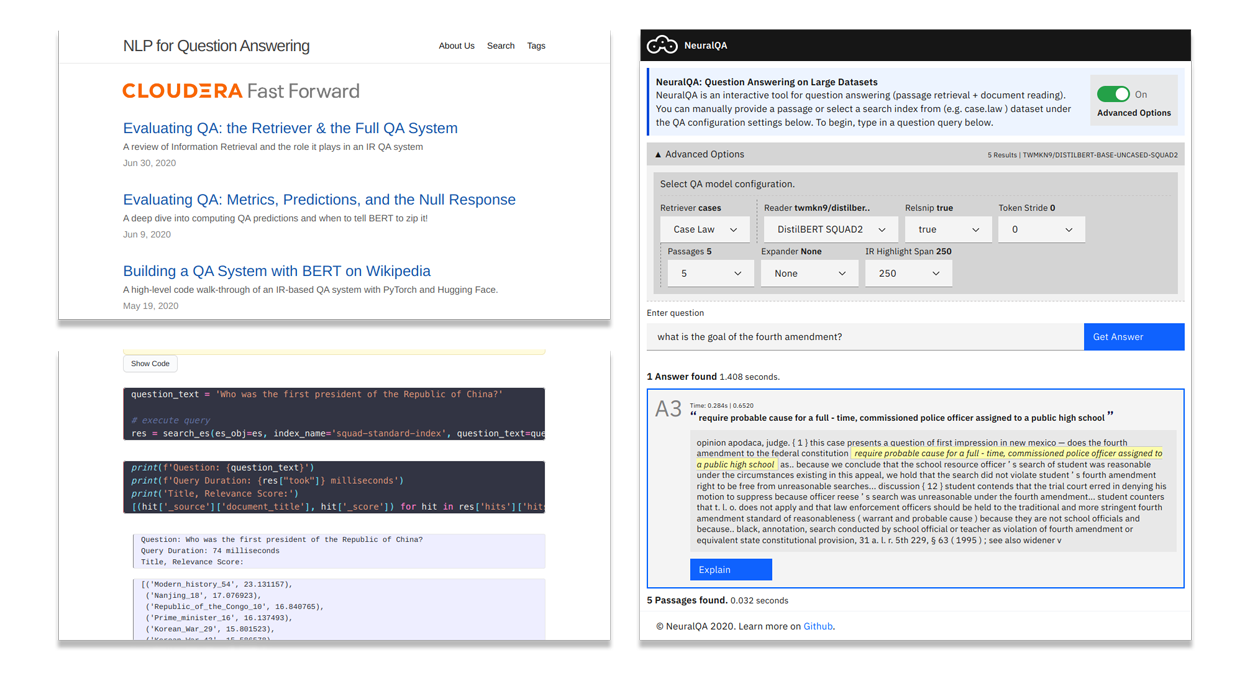 NLP for Question Answering
About Us Search Tags
CLOUDERA Fast Forward
Evaluating QA: the Retriever & the Full QA System
A review of Information Retrieval and the role it plays in an IR QA system
Jun 30, 2020
Evaluating QA: Metrics, Predictions, and the Null Response
A deep dive into computing QA predictions and when to tell BERT to zip it!
Jun 9, 2020
Building a QA System with BERT on Wikipedia
A high-level code walk-through of an IR-based QA system with PyTorch and Hugging Face.
May 19, 2020
Show Code
question_text = 'Who was the first president of the Republic of China?'
# execute query
res = search_es(es_obj=es, index_name='squad-standard-index', question_text=que
print(f'Question: {question_text}')
print(f'Query Duration: {res["took"]} milliseconds')
print('Title, Relevance Score:')
[(hit['_source']['document_title'], hit['_score']) for hit in res['hits']['hits
Question: Who was the first president of the Republic of China?
Query Duration: 74 milliseconds
Title, Relevance Score:
[('Modern_history_54', 23.131157),
('Nanjing_18', 17.076923),
('Republic_of_the_Congo_10', 16.840765),
('Prime_minister_16', 16.137493),
('Korean_War_29', 15.801523),
NeuralQA
NeuralQA: Question Answering on Large Datasets
NeuralQA is an interactive tool for question answering (passage retrieval + document reading).
You can manually provide a passage or select a search index from (e.g. case.law ) dataset under
the QA configuration settings below. To begin, type in a question query below.
On
Advanced Options
▲ Advanced Options
5 Results | TWMKN9/DISTILBERT-BASE-UNCASED-SQUAD2
Select QA model configuration.
Retriever cases Reader twmkn9/distilber.. Relsnip true Token Stride 0
Case Law DistilBERT SQUAD2 true 0
Passages 5 Expander None IR Highlight Span 250
5 None 250
Enter question
what is the goal of the fourth amendment?
Get Answer
1 Answer found 1.408 seconds.
A3
Time: 0.284s | 0.6520
“ require probable cause for a full - time, commissioned police officer assigned to a public high school ”
opinion apodaca, judge. { 1 } this case presents a question of first impression in new mexico — does the fourth
amendment to the federal constitution require probable cause for a full - time, commissioned police officer assigned to
a public high school as.. because we conclude that the school resource officer ' s search of student was reasonable
under the circumstances existing in this appeal, we hold that the search did not violate student ' s fourth amendment
right to be free from unreasonable searches... discussion { 12 } student contends that the trial court erred in denying his
motion to suppress because officer reese ' s search was unreasonable under the fourth amendment... student counters
that t. l. o. does not apply and that law enforcement officers should be held to the traditional and more stringent fourth
amendment standard of reasonableness ( warrant and probable cause ) because they are not school officials and
because.. black, annotation, search conducted by school official or teacher as violation of fourth amendment or
equivalent state constitutional provision, 31 a. l. r. 5th 229, § 63 ( 1995 ) ; see also widener v
Explain
5 Passages found. 0.032 seconds
© NeuralQA 2020. Learn more on Github.